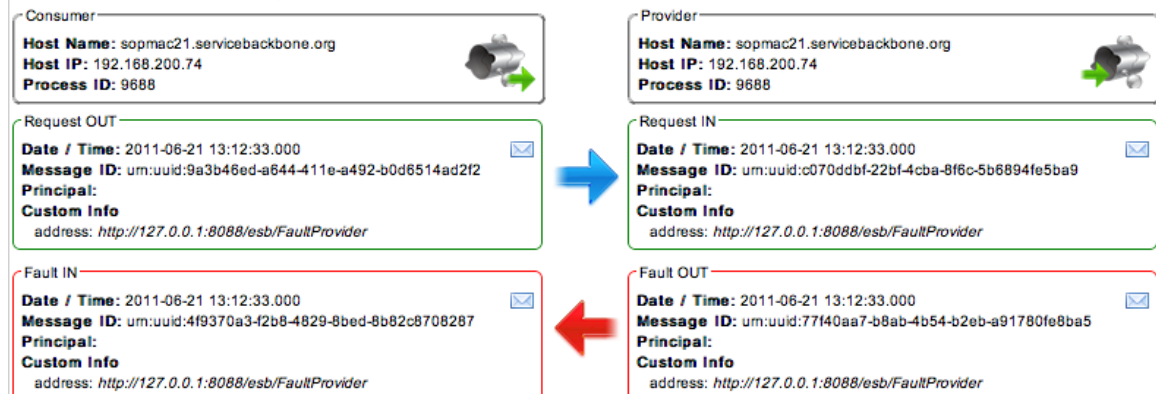 Consumer
Host Name: sopmac21.servicebackbone.org
Host IP: 192.168.200.74
Process ID: 9688
Provider
Host Name: sopmac21.servicebackbone.org
Host IP: 192.168.200.74
Process ID: 9688
Request OUT
Date / Time: 2011-06-21 13:12:33.000
Message ID: urn:uuid:9a3b46ed-a644-411e-a492-b0d6514ad2f2
Principal:
Custom Info
address: http://127.0.0.1:8088/esb/FaultProvider
Request IN
Date / Time: 2011-06-21 13:12:33.000
Message ID: urn:uuid:c070ddbf-22bf-4cba-8f6c-5b6894fe5ba9
Principal:
Custom Info
address: http://127.0.0.1:8088/esb/FaultProvider
Fault IN
Date / Time: 2011-06-21 13:12:33.000
Message ID: urn:uuid:4f9370a3-f2b8-4829-8bed-8b82c8708287
Principal:
Custom Info
address: http://127.0.0.1:8088/esb/FaultProvider
Fault OUT
Date / Time: 2011-06-21 13:12:33.000
Message ID: urn:uuid:77f40aa7-b8ab-4b54-b2eb-a91780fe8ba5
Principal:
Custom Info
address: http://127.0.0.1:8088/esb/FaultProvider